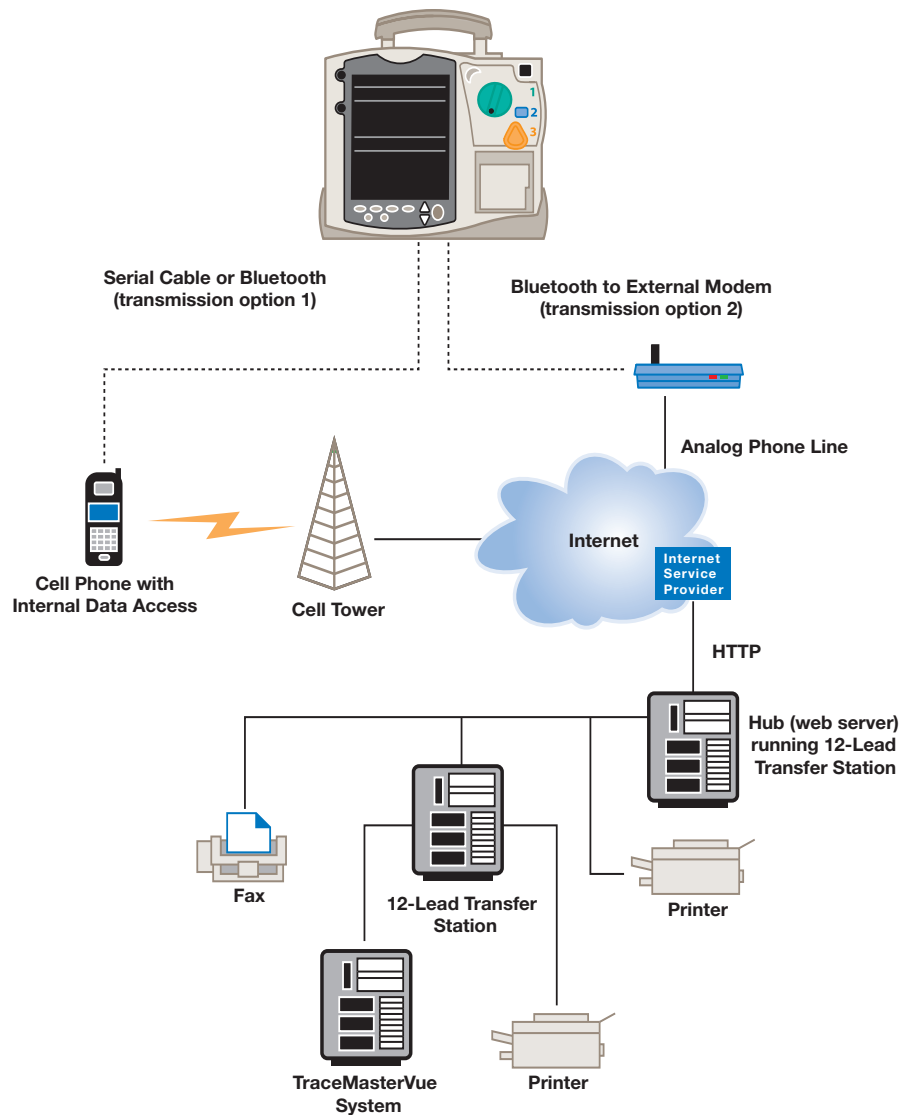 1
2
3
Serial Cable or Bluetooth
(transmission option 1)
Bluetooth to External Modem
(transmission option 2)
Analog Phone Line
Internet
Internet
Service
Provider
Cell Phone with
Internal Data Access
Cell Tower
HTTP
Hub (web server)
running 12-Lead
Transfer Station
Fax
12-Lead Transfer
Station
Printer
TraceMasterVue
System
Printer